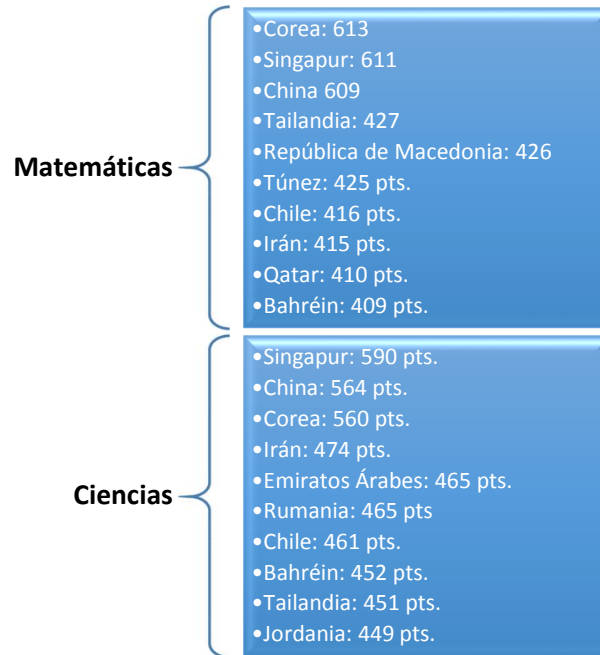 Matemáticas
•Corea: 613
•Singapur: 611
•China 609
•Tailandia: 427
•República de Macedonia: 426
•Túnez: 425 pts.
•Chile: 416 pts.
•Irán: 415 pts.
•Qatar: 410 pts.
•Bahréin: 409 pts.
Ciencias
•Singapur: 590 pts.
•China: 564 pts.
•Corea: 560 pts.
•Irán: 474 pts.
•Emiratos Árabes: 465 pts.
•Rumania: 465 pts
•Chile: 461 pts.
•Bahréin: 452 pts.
•Tailandia: 451 pts.
•Jordania: 449 pts.